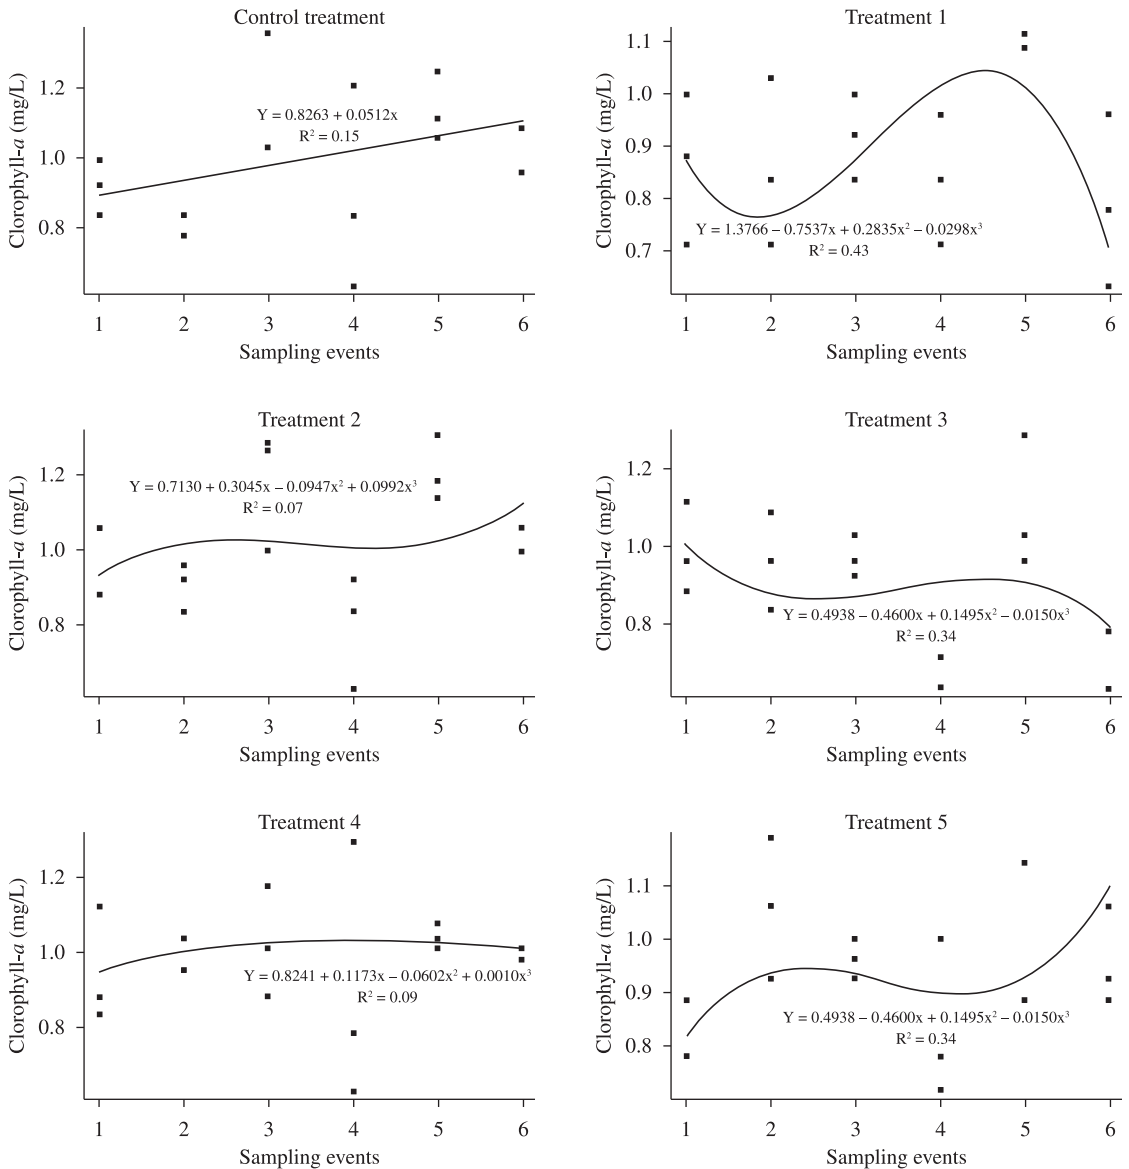 Control treatment
Clorophyll-a (mg/L)
1.2
1.0
0.8
Y = 0.8263 + 0.0512x
R² = 0.15
1 2 3 4 5 6
Sampling events
Treatment 1
Clorophyll-a (mg/L)
1.1
1.0
0.9
0.8
0.7
Y = 1.3766 – 0.7537x + 0.2835x² – 0.0298x³
R² = 0.43
1 2 3 4 5 6
Sampling events
Treatment 2
Clorophyll-a (mg/L)
1.2
1.0
0.8
Y = 0.7130 + 0.3045x – 0.0947x² + 0.0992x³
R² = 0.07
1 2 3 4 5 6
Sampling events
Treatment 3
Clorophyll-a (mg/L)
1.2
1.0
0.8
Y = 0.4938 – 0.4600x + 0.1495x² – 0.0150x³
R² = 0.34
1 2 3 4 5 6
Sampling events
Treatment 4
Clorophyll-a (mg/L)
1.2
1.0
0.8
Y = 0.8241 + 0.1173x – 0.0602x² + 0.0010x³
R² = 0.09
1 2 3 4 5 6
Sampling events
Treatment 5
Clorophyll-a (mg/L)
1.1
1.0
0.9
0.8
Y = 0.4938 – 0.4600x + 0.1495x² – 0.0150x³
R² = 0.34
1 2 3 4 5 6
Sampling events